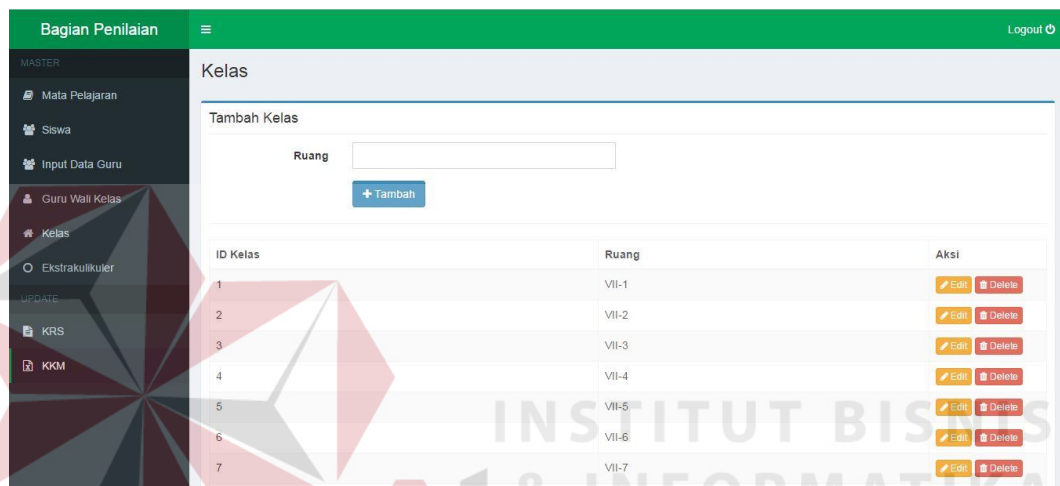 Bagian Penilaian
Logout
MASTER
Mata Pelajaran
Siswa
Input Data Guru
Guru Wali Kelas
Kelas
Ekstrakulikuler
UPDATE
KRS
KKM
Kelas
Tambah Kelas
Ruang
+ Tambah
ID Kelas Ruang Aksi
1 VII-1 Edit Delete
2 VII-2 Edit Delete
3 VII-3 Edit Delete
4 VII-4 Edit Delete
5 VII-5 Edit Delete
6 VII-6 Edit Delete
7 VII-7 Edit Delete
INSTITUT BISNIS
& INFORMATIKA